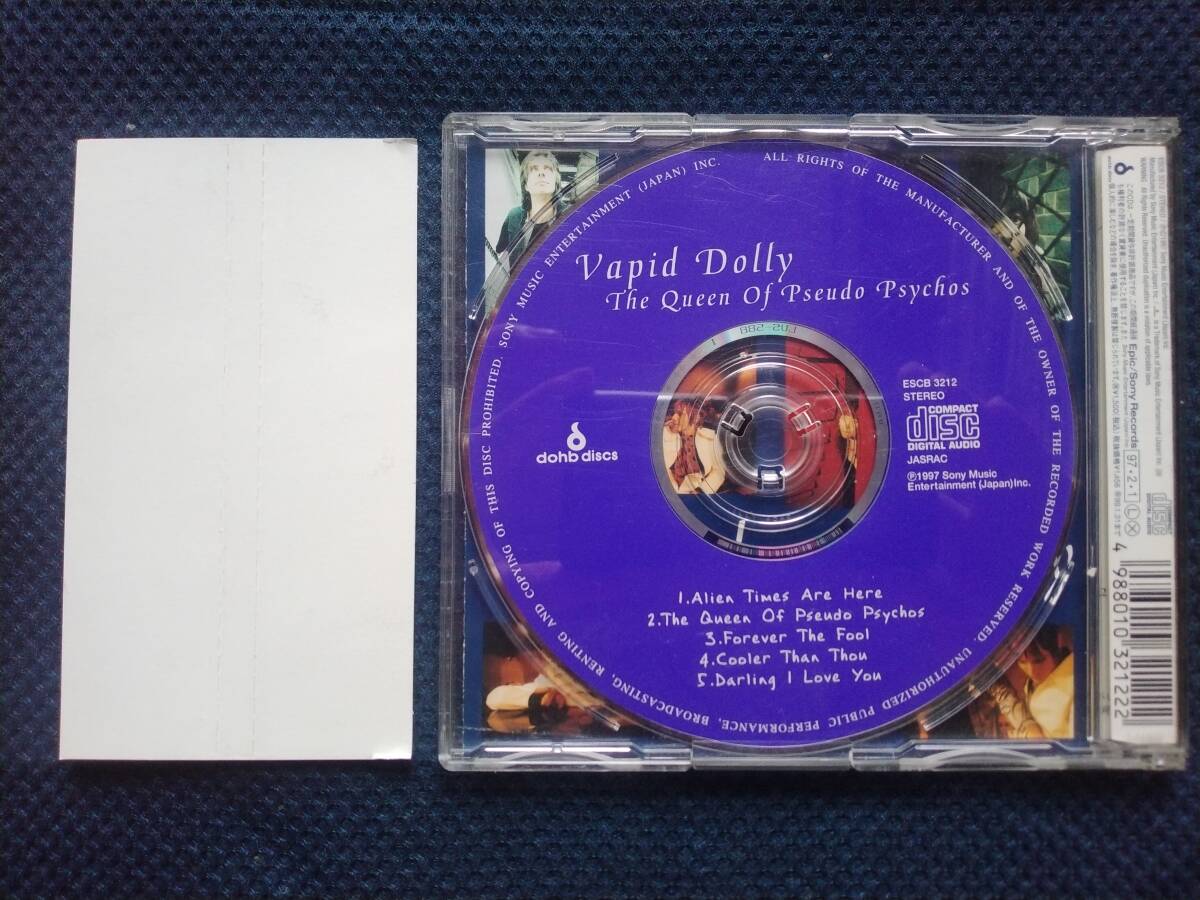 Vapid Dolly
The Queen Of Pseudo Psychos
ALL RIGHTS OF THE MANUFACTURER AND OF THE OWNER OF THE RECORDED WORK RESERVED. UNAUTHORIZED PUBLIC PERFORMANCE, BROADCASTING, RENTING AND COPYING OF THIS DISC PROHIBITED. SONY MUSIC ENTERTAINMENT (JAPAN) INC.
dohb discs
ESCB 3212
STEREO
COMPACT
disc
DIGITAL AUDIO
JASRAC
℗1997 Sony Music
Entertainment (Japan)Inc.
1.Alien Times Are Here
2.The Queen Of Pseudo Psychos
3.Forever The Fool
4.Cooler Than Thou
5.Darling I Love You
Epic/Sony Records 97・2・1 L X
4 988010 321222